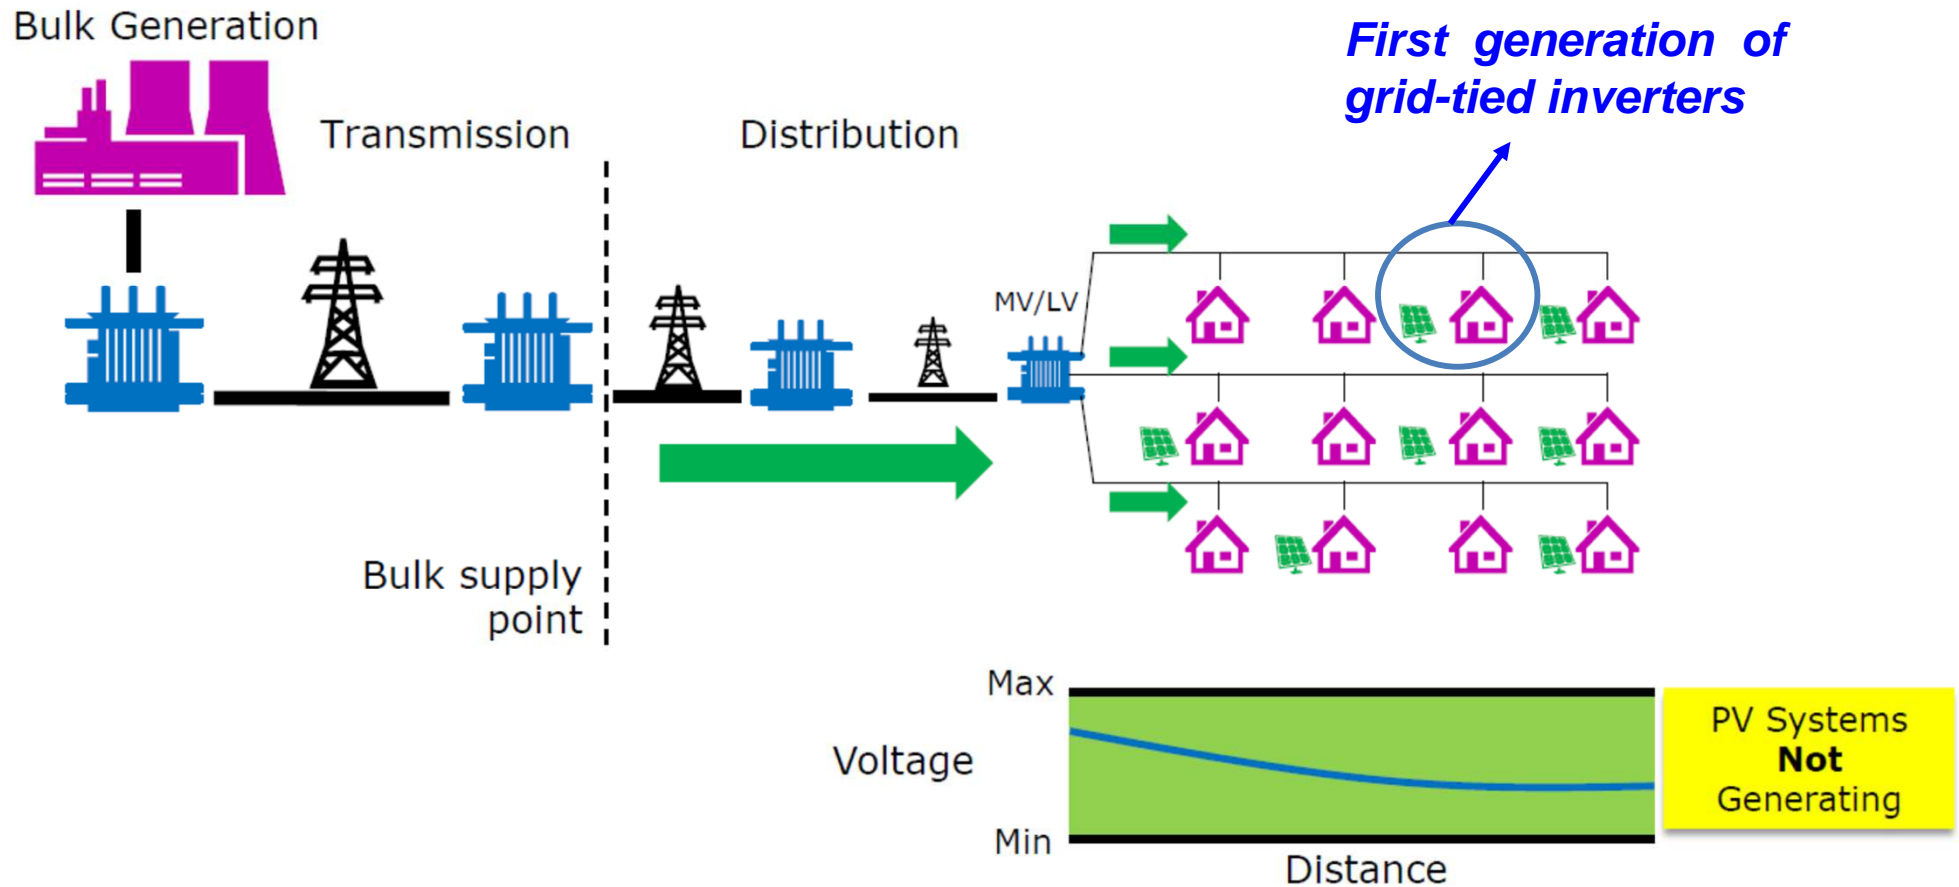 Bulk Generation
First generation of
grid-tied inverters
Transmission
Distribution
MV/LV
Bulk supply
point
Max
Voltage
Min
Distance
PV Systems
Not
Generating